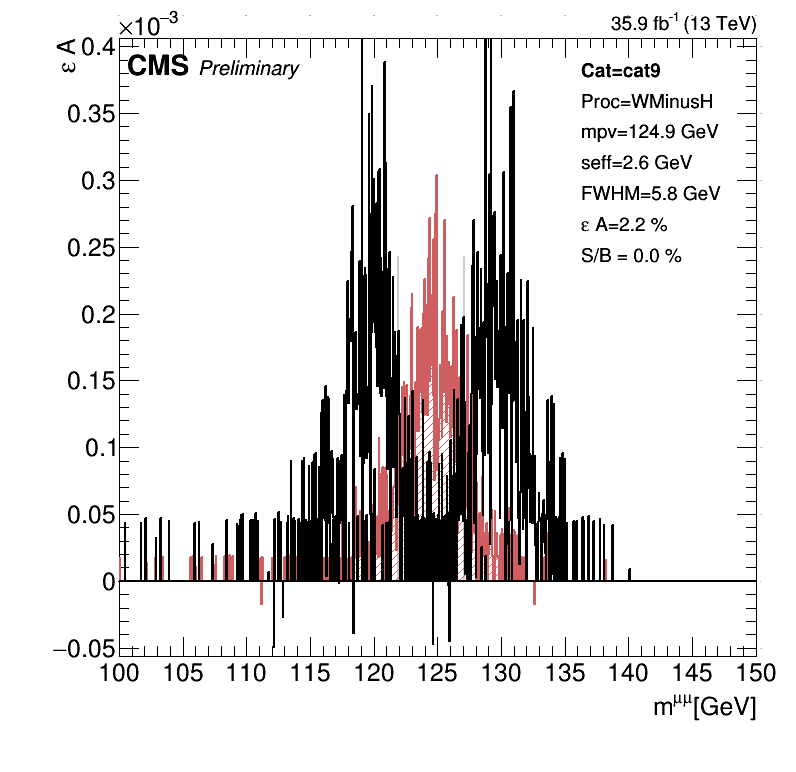 ×10⁻³
35.9 fb⁻¹ (13 TeV)
ε A
CMS Preliminary
Cat=cat9
Proc=WMinusH
mpv=124.9 GeV
seff=2.6 GeV
FWHM=5.8 GeV
ε A=2.2 %
S/B = 0.0 %
0.4
0.35
0.3
0.25
0.2
0.15
0.1
0.05
0
−0.05
100 105 110 115 120 125 130 135 140 145 150
m^μμ[GeV]